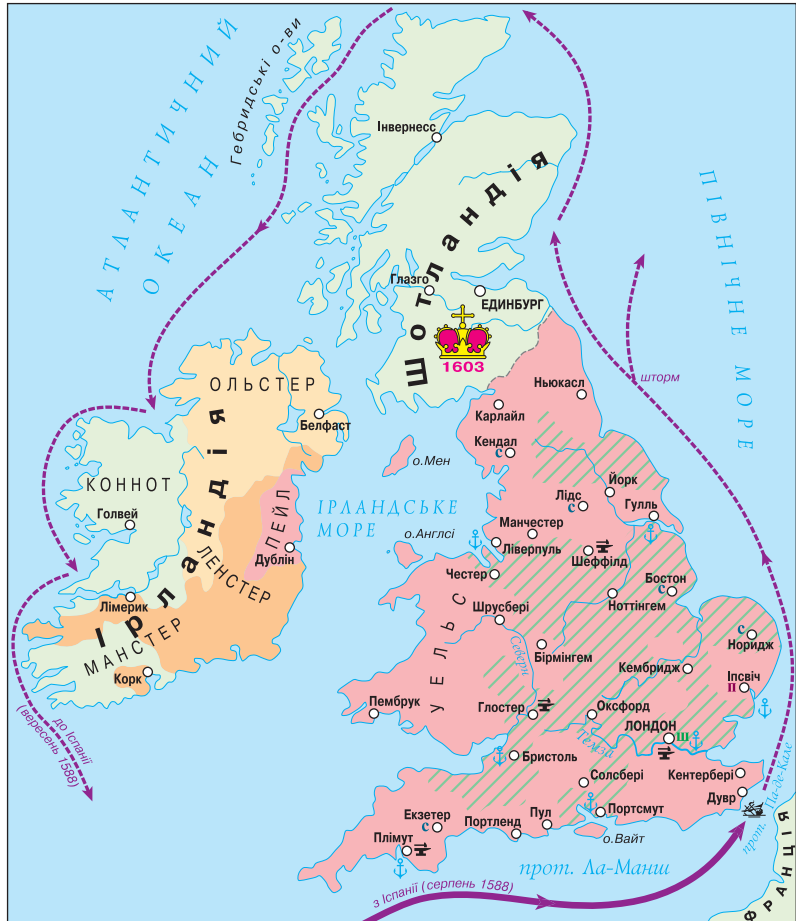 АТЛАНТИЧНИЙ
ОКЕАН
Гебридські о-ви
Інвернесс
Шотландія
ПІВНІЧНЕ МОРЕ
Глазго
ЕДИНБУРГ
1603
шторм
Ньюкасл
ОЛЬСТЕР
Белфаст
Карлайл
Кендал
С
о.Мен
КОННОТ
Голвей
Ірландія
ПЕЙЛ
ІРЛАНДСЬКЕ
МОРЕ
Йорк
Лідс
С
Гулль
Манчестер
о.Англсі
Ліверпуль
Шеффілд
Дублін
ЛЕНСТЕР
Честер
Бостон
С
Лімерик
Ноттінгем
Шрусбері
МАНСТЕР
УЕЛЬС
Северн
Бірмінгем
С
Норидж
Кембридж
Корк
Іпсвіч
П
Пембрук
Глостер
Оксфорд
ЛОНДОН
Ш
Темза
до Іспанії
(вересень 1588)
Бристоль
Солсбері
Кентербері
Дувр
прот. Па-де-Кале
Екзетер
С
Портленд
Пул
Портсмут
Плімут
о.Вайт
прот. Ла-Манш
з Іспанії (серпень 1588)
ФРАНЦІЯ